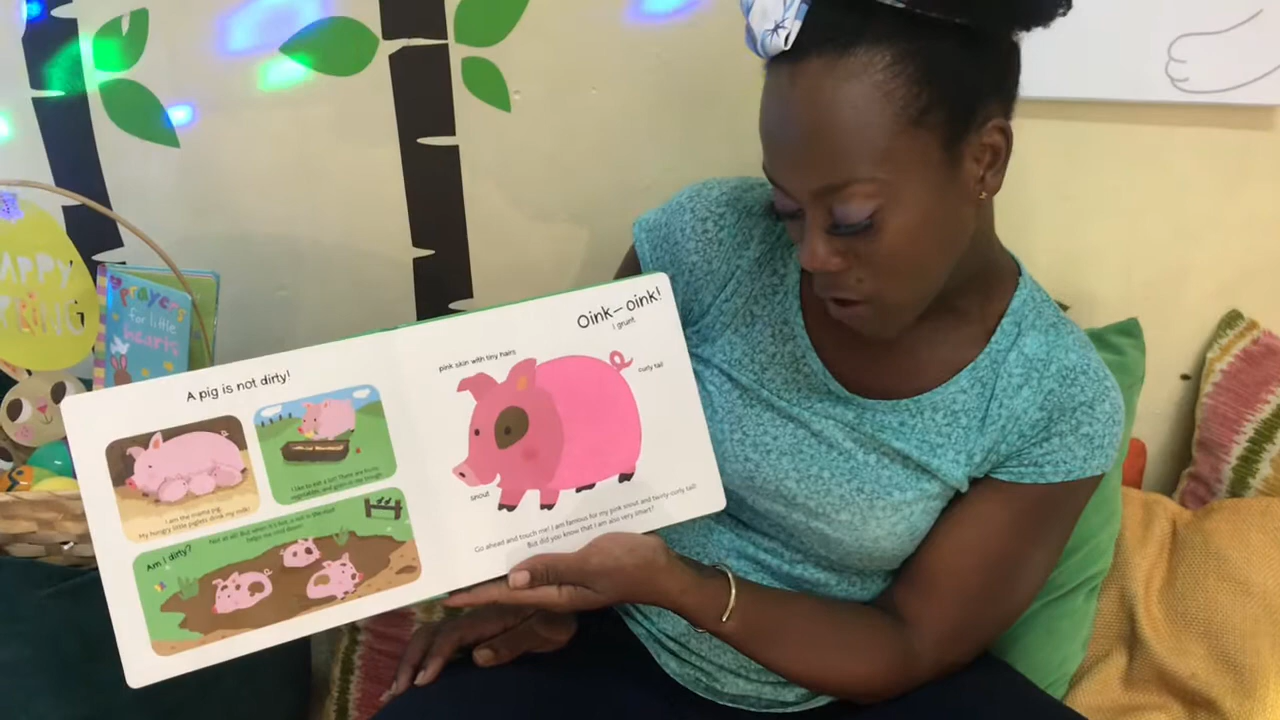 APPY
PRING
prayers
for little
hearts
A pig is not dirty!
I am the mama pig.
My hungry little piglets drink my milk!
I like to eat a lot! There are fruits,
vegetables, and grain in my trough.
Am I dirty?
Not at all! But when it's hot, a roll in the mud
helps me cool down.
Oink-oink!
I grunt.
pink skin with tiny hairs
curly tail
snout
Go ahead and touch me! I am famous for my pink snout and twirly-curly tail!
But did you know that I am also very smart?